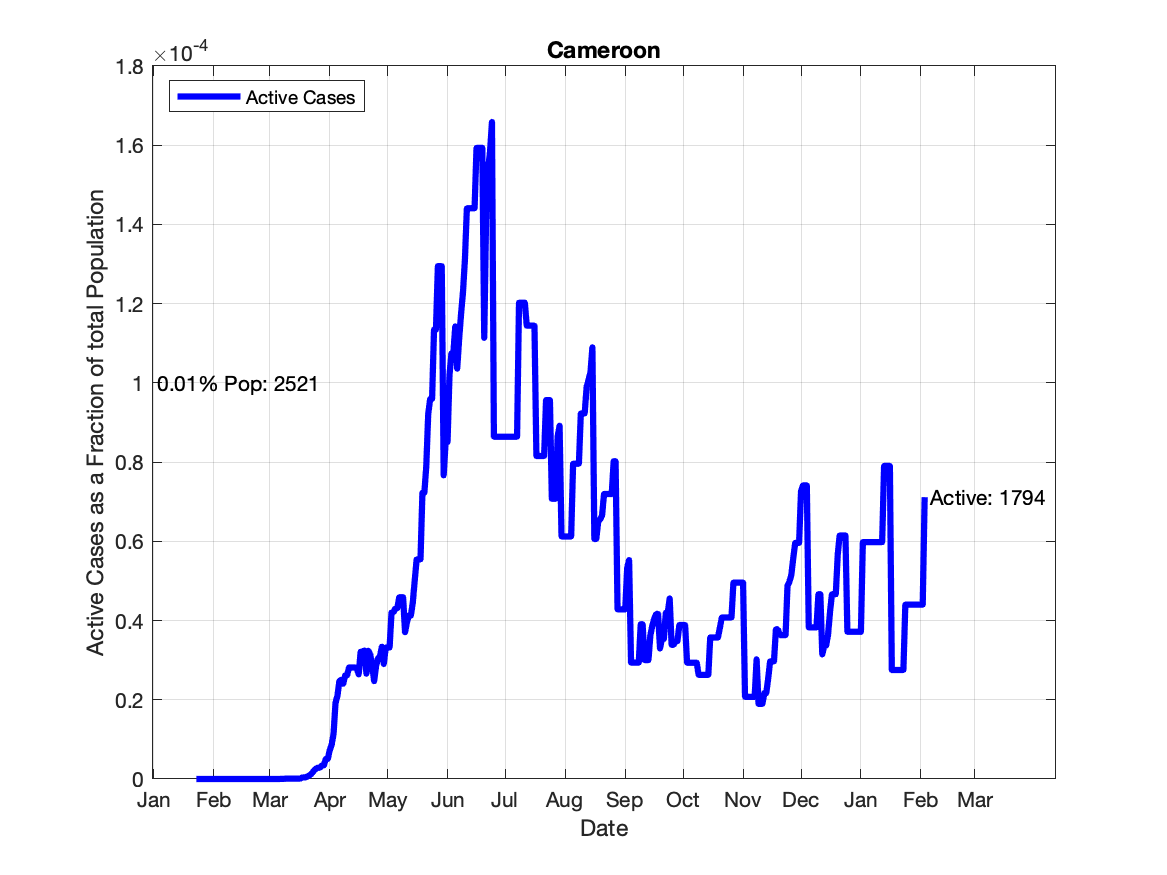 Cameroon
×10-4
1.8
1.6
1.4
1.2
1
0.8
0.6
0.4
0.2
0
Active Cases as a Fraction of total Population
Active Cases
0.01% Pop: 2521
Active: 1794
Jan Feb Mar Apr May Jun Jul Aug Sep Oct Nov Dec Jan Feb Mar
Date